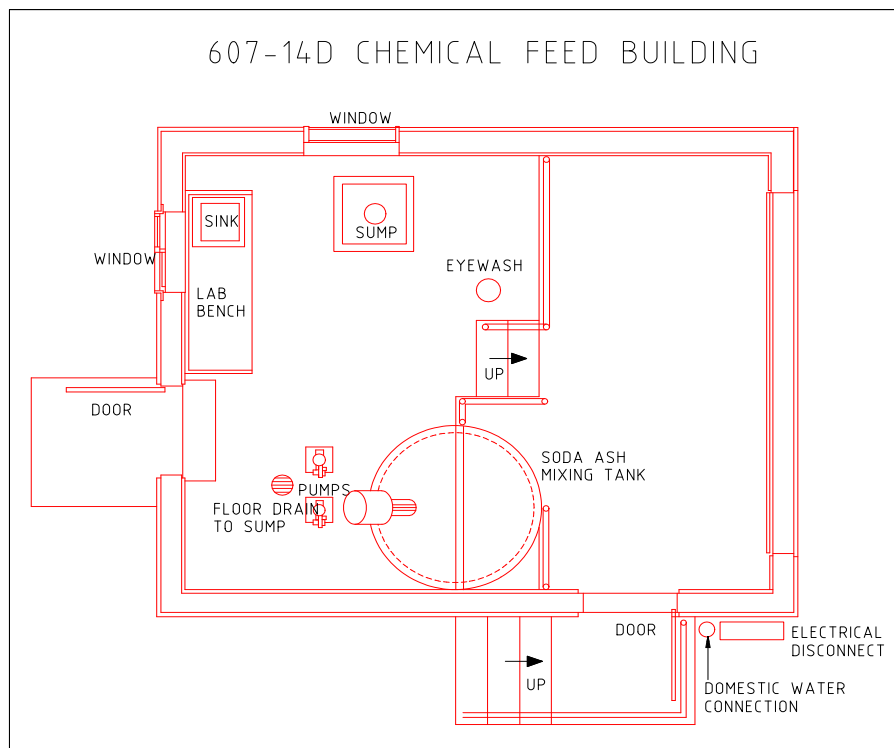 607-14D CHEMICAL FEED BUILDING
WINDOW
SINK
SUMP
WINDOW
EYEWASH
LAB
BENCH
UP
DOOR
SODA ASH
MIXING TANK
PUMPS
FLOOR DRAIN
TO SUMP
DOOR
ELECTRICAL
DISCONNECT
UP
DOMESTIC WATER
CONNECTION